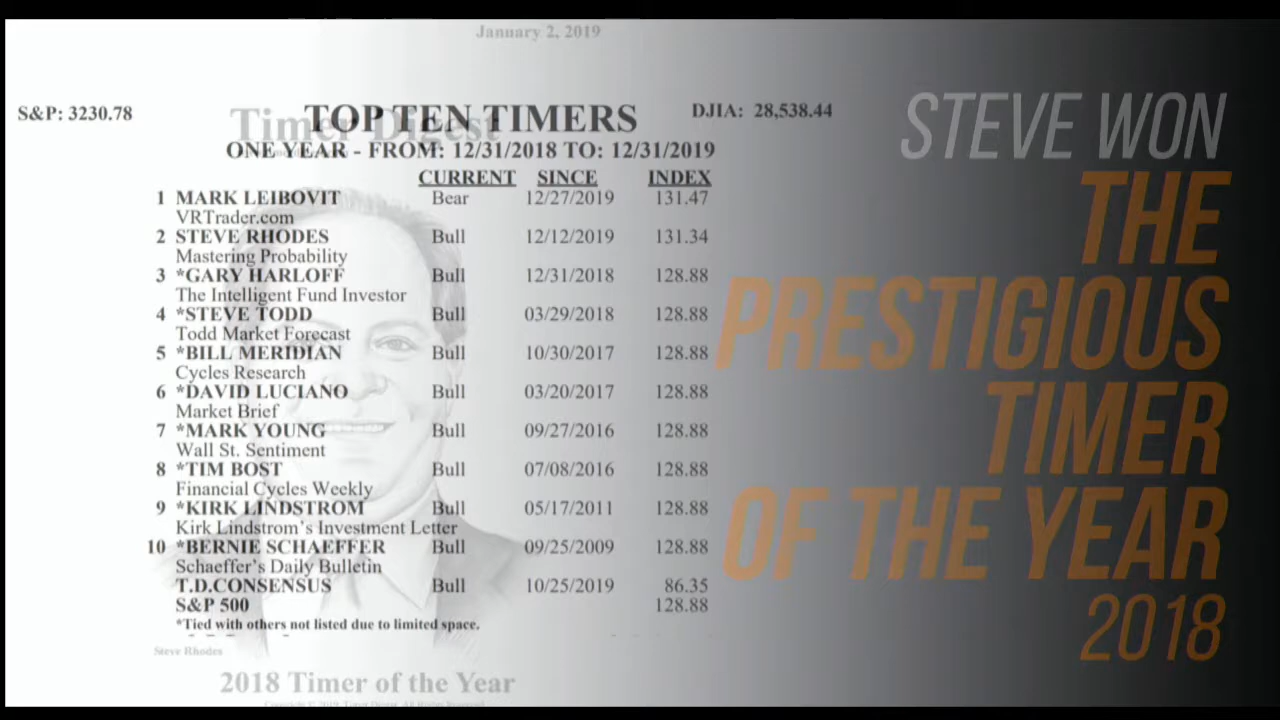 January 2, 2019
S&P: 3230.78
TOP TEN TIMERS
DJIA: 28,538.44
Timer Digest
ONE YEAR - FROM: 12/31/2018 TO: 12/31/2019
CURRENT SINCE INDEX
1 MARK LEIBOVIT Bear 12/27/2019 131.47
VRTrader.com
2 STEVE RHODES Bull 12/12/2019 131.34
Mastering Probability
3 *GARY HARLOFF Bull 12/31/2018 128.88
The Intelligent Fund Investor
4 *STEVE TODD Bull 03/29/2018 128.88
Todd Market Forecast
5 *BILL MERIDIAN Bull 10/30/2017 128.88
Cycles Research
6 *DAVID LUCIANO Bull 03/20/2017 128.88
Market Brief
7 *MARK YOUNG Bull 09/27/2016 128.88
Wall St. Sentiment
8 *TIM BOST Bull 07/08/2016 128.88
Financial Cycles Weekly
9 *KIRK LINDSTROM Bull 05/17/2011 128.88
Kirk Lindstrom's Investment Letter
10 *BERNIE SCHAEFFER Bull 09/25/2009 128.88
Schaeffer's Daily Bulletin
T.D.CONSENSUS Bull 10/25/2019 86.35
S&P 500 128.88
*Tied with others not listed due to limited space.
Steve Rhodes
2018 Timer of the Year
STEVE WON
THE
PRESTIGIOUS
TIMER
OF THE YEAR
2018